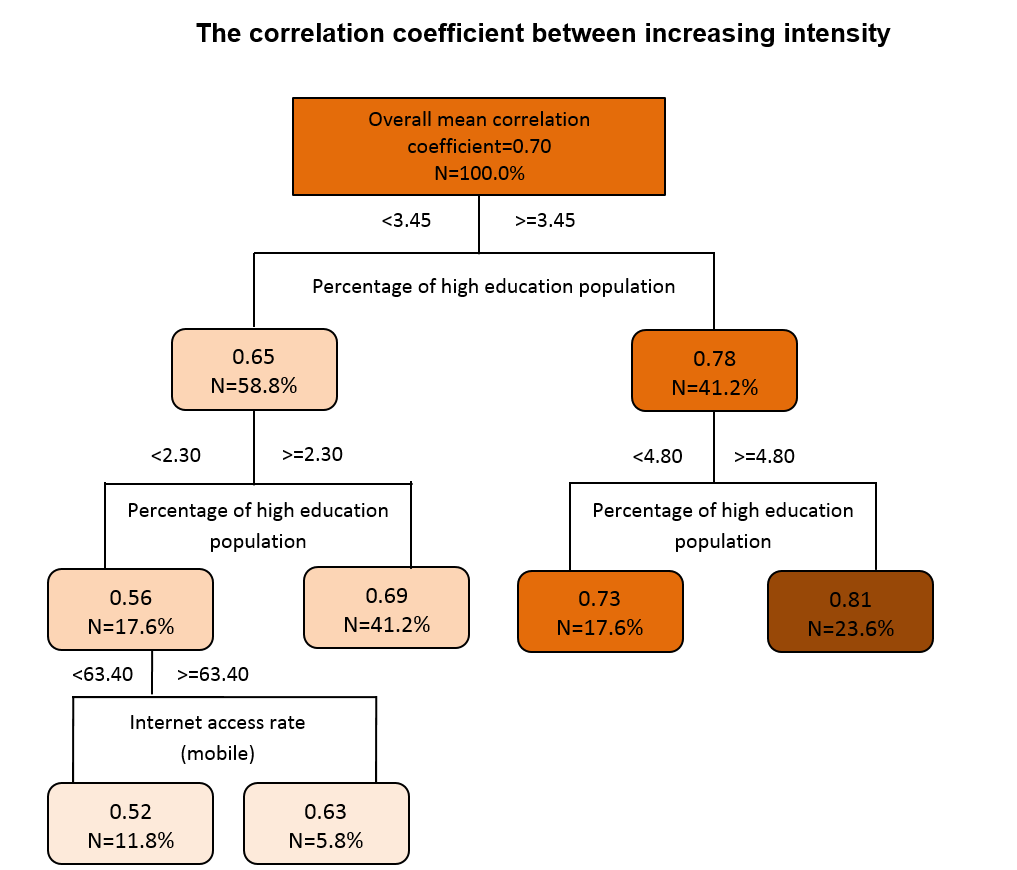 The correlation coefficient between increasing intensity
Overall mean correlation
coefficient=0.70
N=100.0%
<3.45
>=3.45
Percentage of high education population
0.65
N=58.8%
0.78
N=41.2%
<2.30
>=2.30
<4.80
>=4.80
Percentage of high education
population
Percentage of high education
population
0.56
N=17.6%
0.69
N=41.2%
0.73
N=17.6%
0.81
N=23.6%
<63.40
>=63.40
Internet access rate
(mobile)
0.52
N=11.8%
0.63
N=5.8%